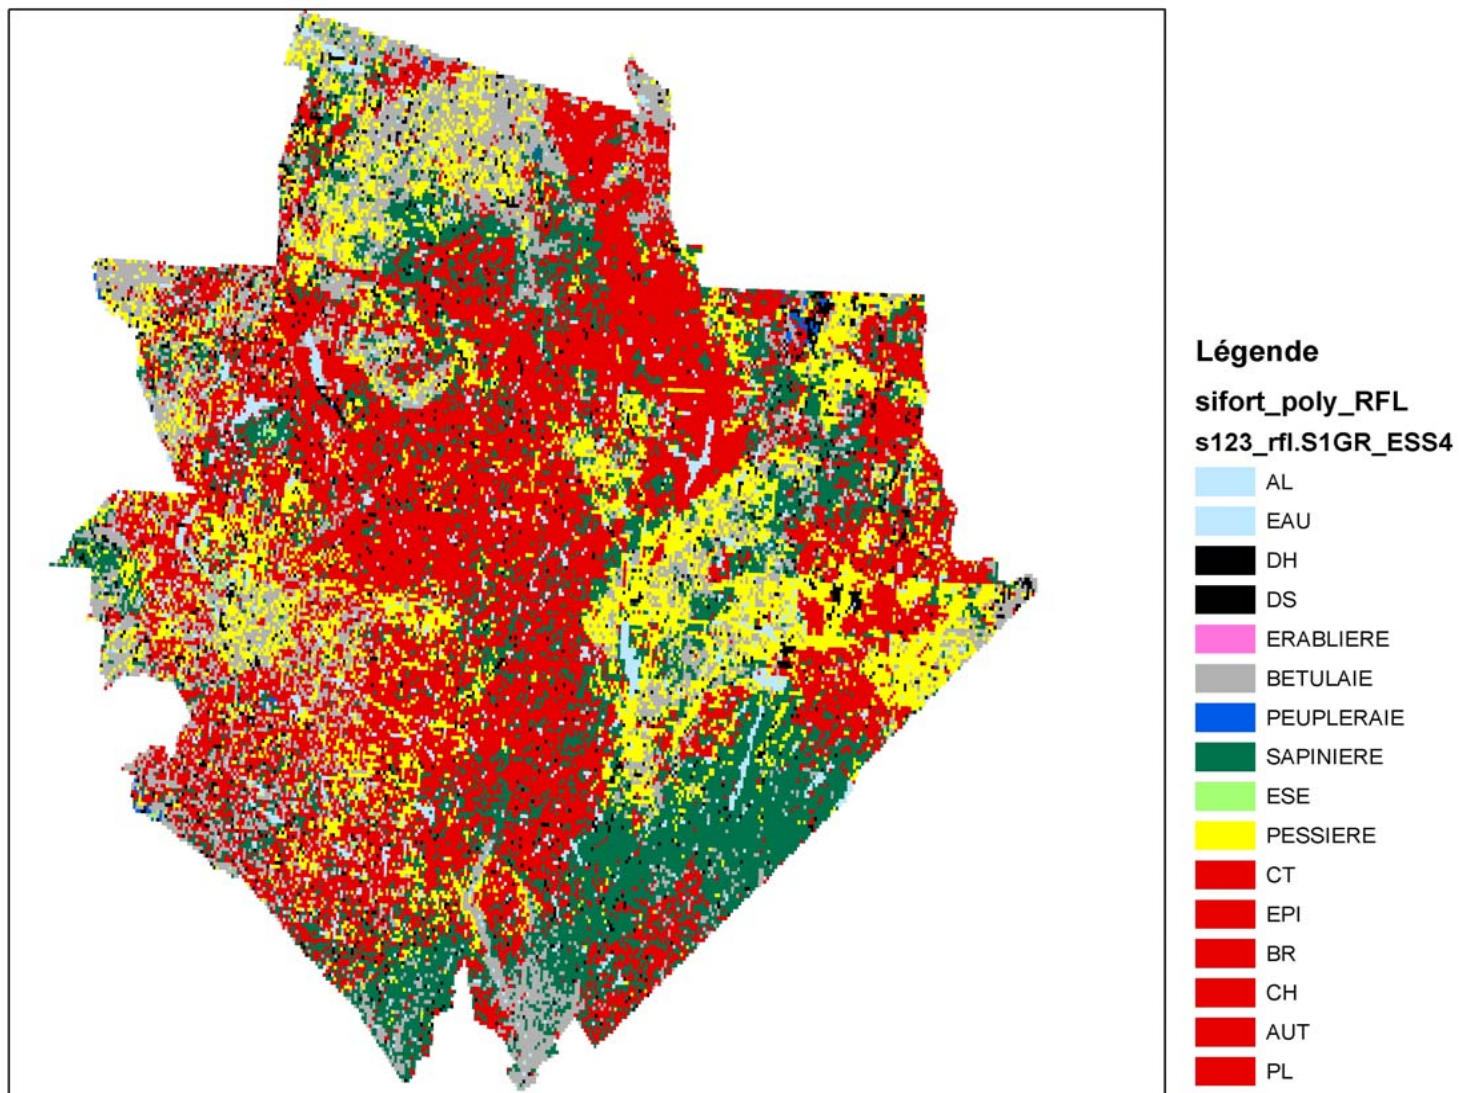 Légende
sifort_poly_RFL
s123_rfl.S1GR_ESS4
AL
EAU
DH
DS
ERABLIERE
BETULAIE
PEUPLERAIE
SAPINIERE
ESE
PESSIERE
CT
EPI
BR
CH
AUT
PL